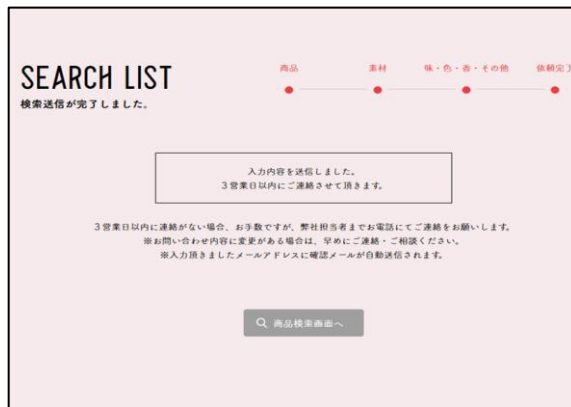 SEARCH LIST
検索送信が完了しました。
商品 素材 味・色・香・その他 依頼完了
入力内容を送信しました。
3営業日以内にご連絡させて頂きます。
3営業日以内に連絡がない場合、お手数ですが、弊社担当者までお電話にてご連絡をお願いします。
※お問い合わせ内容に変更がある場合は、早めにご連絡・ご相談ください。
※入力頂きましたメールアドレスに確認メールが自動送信されます。
商品検索画面へ